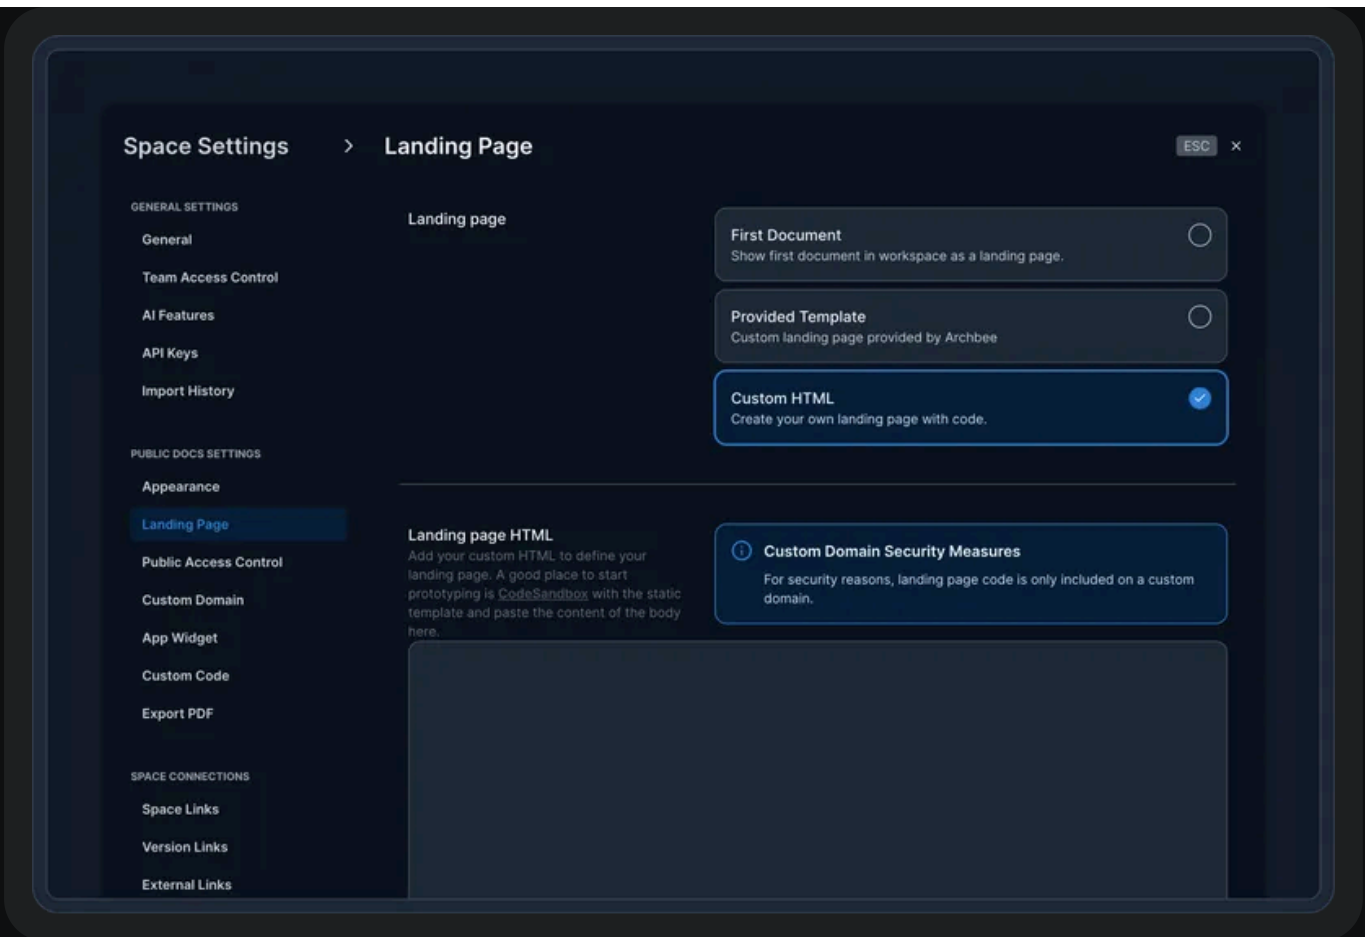 Space Settings
Landing Page
ESC
GENERAL SETTINGS
General
Team Access Control
AI Features
API Keys
Import History
PUBLIC DOCS SETTINGS
Appearance
Landing Page
Public Access Control
Custom Domain
App Widget
Custom Code
Export PDF
SPACE CONNECTIONS
Space Links
Version Links
External Links
Landing page
First Document
Show first document in workspace as a landing page.
Provided Template
Custom landing page provided by Archbee
Custom HTML
Create your own landing page with code.
Landing page HTML
Add your custom HTML to define your
landing page. A good place to start
prototyping is CodeSandbox with the static
template and paste the content of the body
here.
Custom Domain Security Measures
For security reasons, landing page code is only included on a custom
domain.